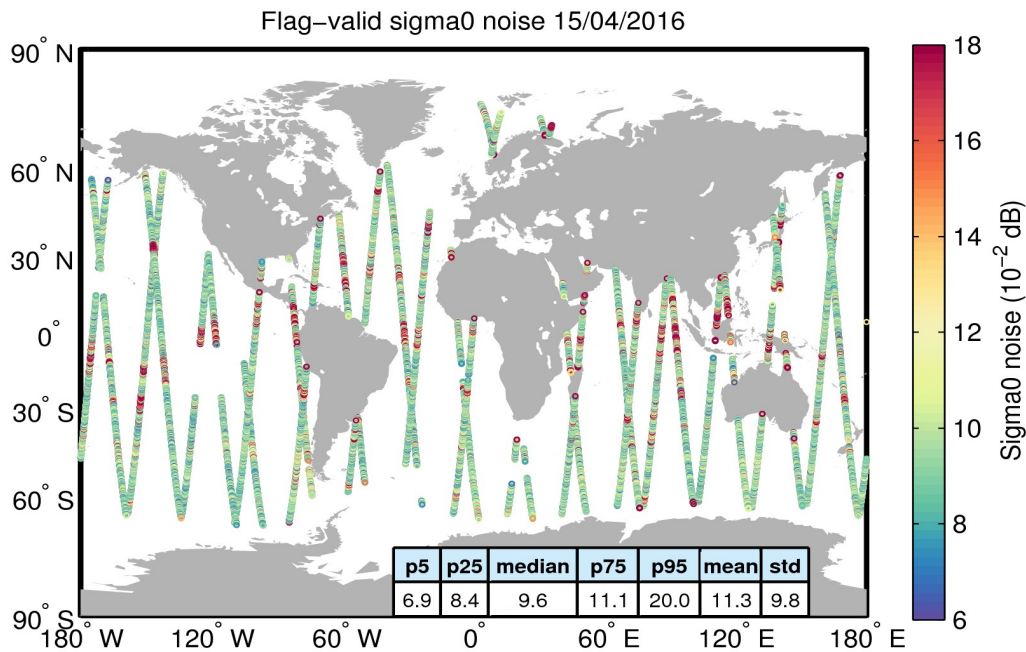 Flag−valid sigma0 noise 15/04/2016
90° N
60° N
30° N
0°
30° S
60° S
90° S
180° W
120° W
60° W
0°
60° E
120° E
180° E
p5 p25 median p75 p95 mean std
6.9 8.4 9.6 11.1 20.0 11.3 9.8
18
16
14
12
10
8
6
Sigma0 noise (10⁻² dB)